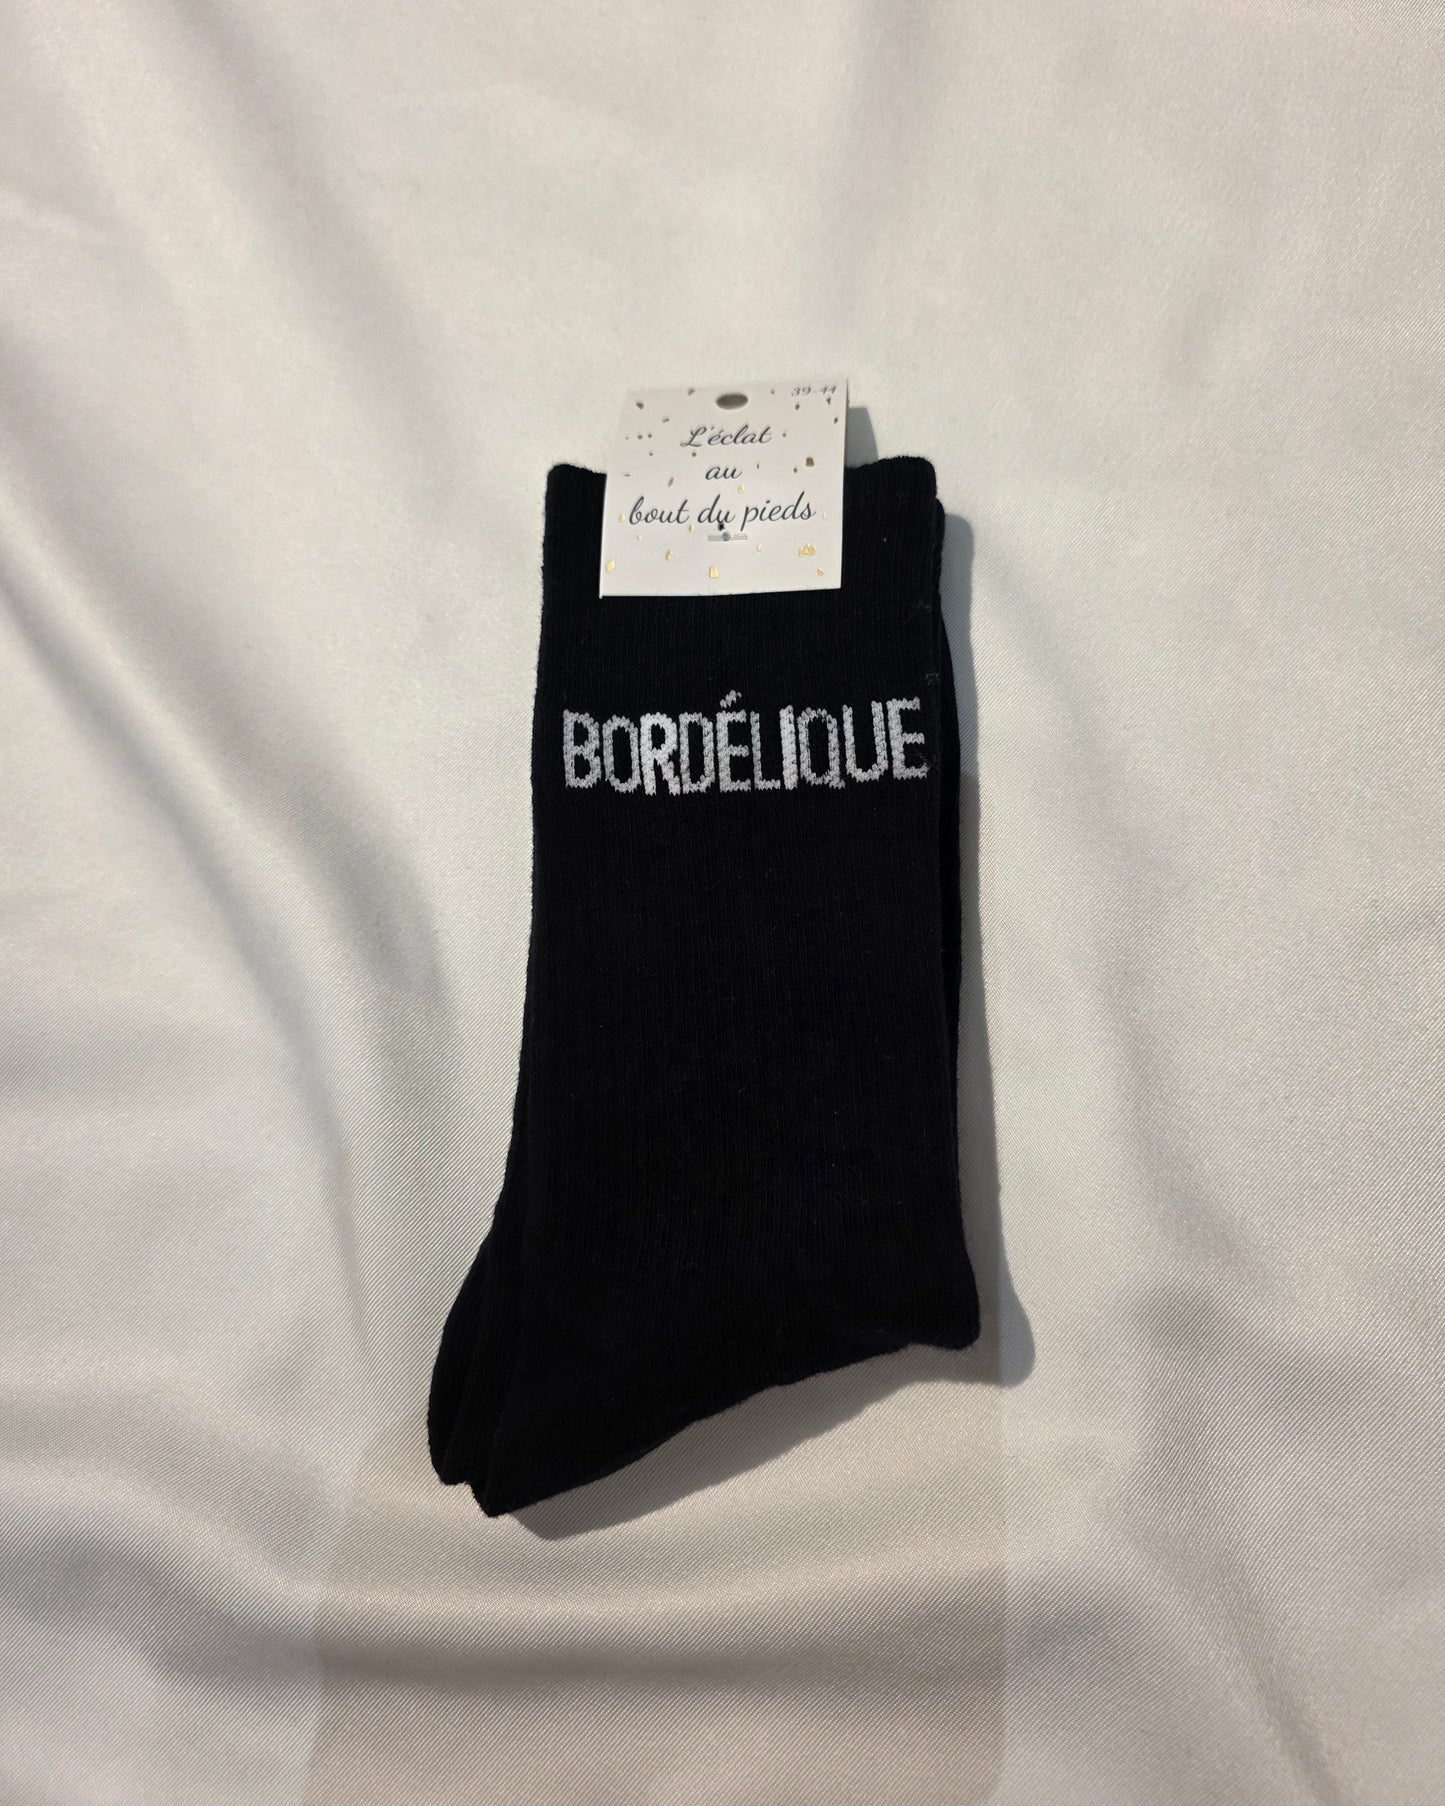 39-41
L'éclat
au
bout du pieds
BORDÉLIQUE